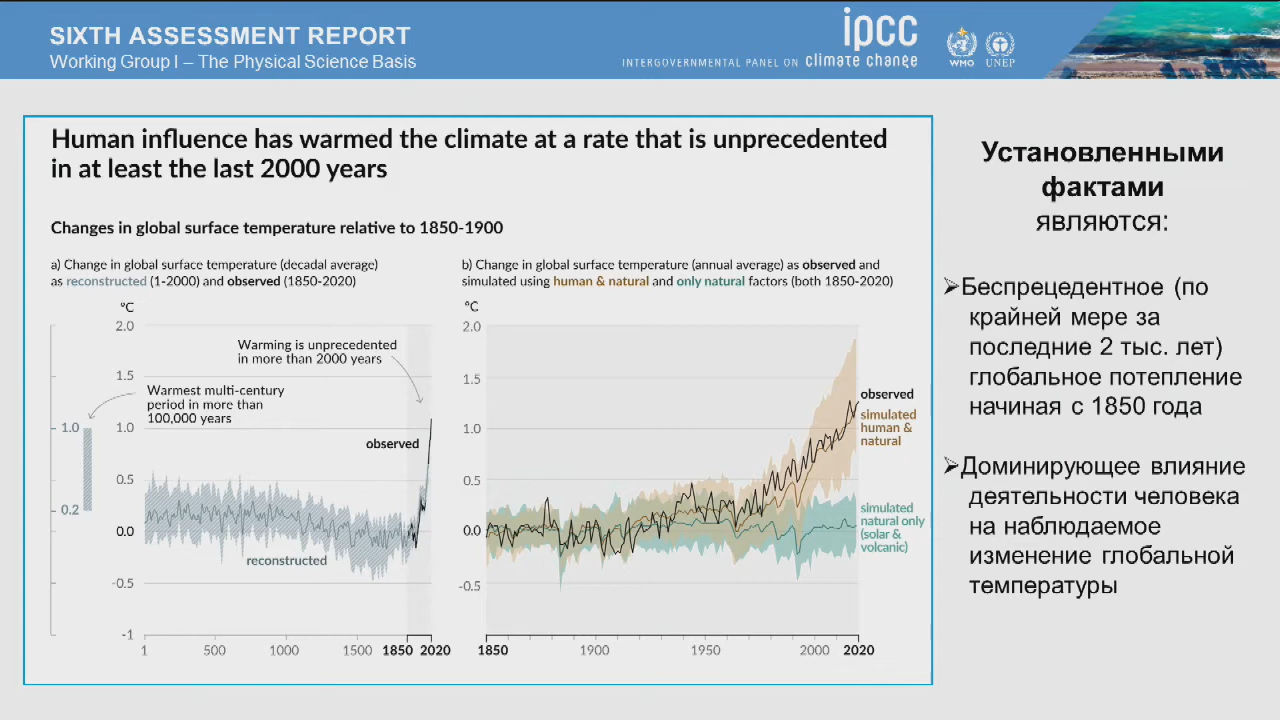 SIXTH ASSESSMENT REPORT
Working Group I – The Physical Science Basis
ipcc
INTERGOVERNMENTAL PANEL ON climate change
WMO
UNEP
Human influence has warmed the climate at a rate that is unprecedented
in at least the last 2000 years
Changes in global surface temperature relative to 1850-1900
a) Change in global surface temperature (decadal average)
as reconstructed (1-2000) and observed (1850-2020)
°C
2.0
1.5
1.0
0.5
0.0
-0.5
-1
1.0
0.2
Warming is unprecedented
in more than 2000 years
Warmest multi-century
period in more than
100,000 years
observed
reconstructed
1 500 1000 1500 1850 2020
b) Change in global surface temperature (annual average) as observed and
simulated using human & natural and only natural factors (both 1850-2020)
°C
2.0
1.5
1.0
0.5
0.0
-0.5
observed
simulated
human &
natural
simulated
natural only
(solar &
volcanic)
1850 1900 1950 2000 2020
Установленными
фактами
являются:
➢Беспрецедентное (по
крайней мере за
последние 2 тыс. лет)
глобальное потепление
начиная с 1850 года
➢Доминирующее влияние
деятельности человека
на наблюдаемое
изменение глобальной
температуры